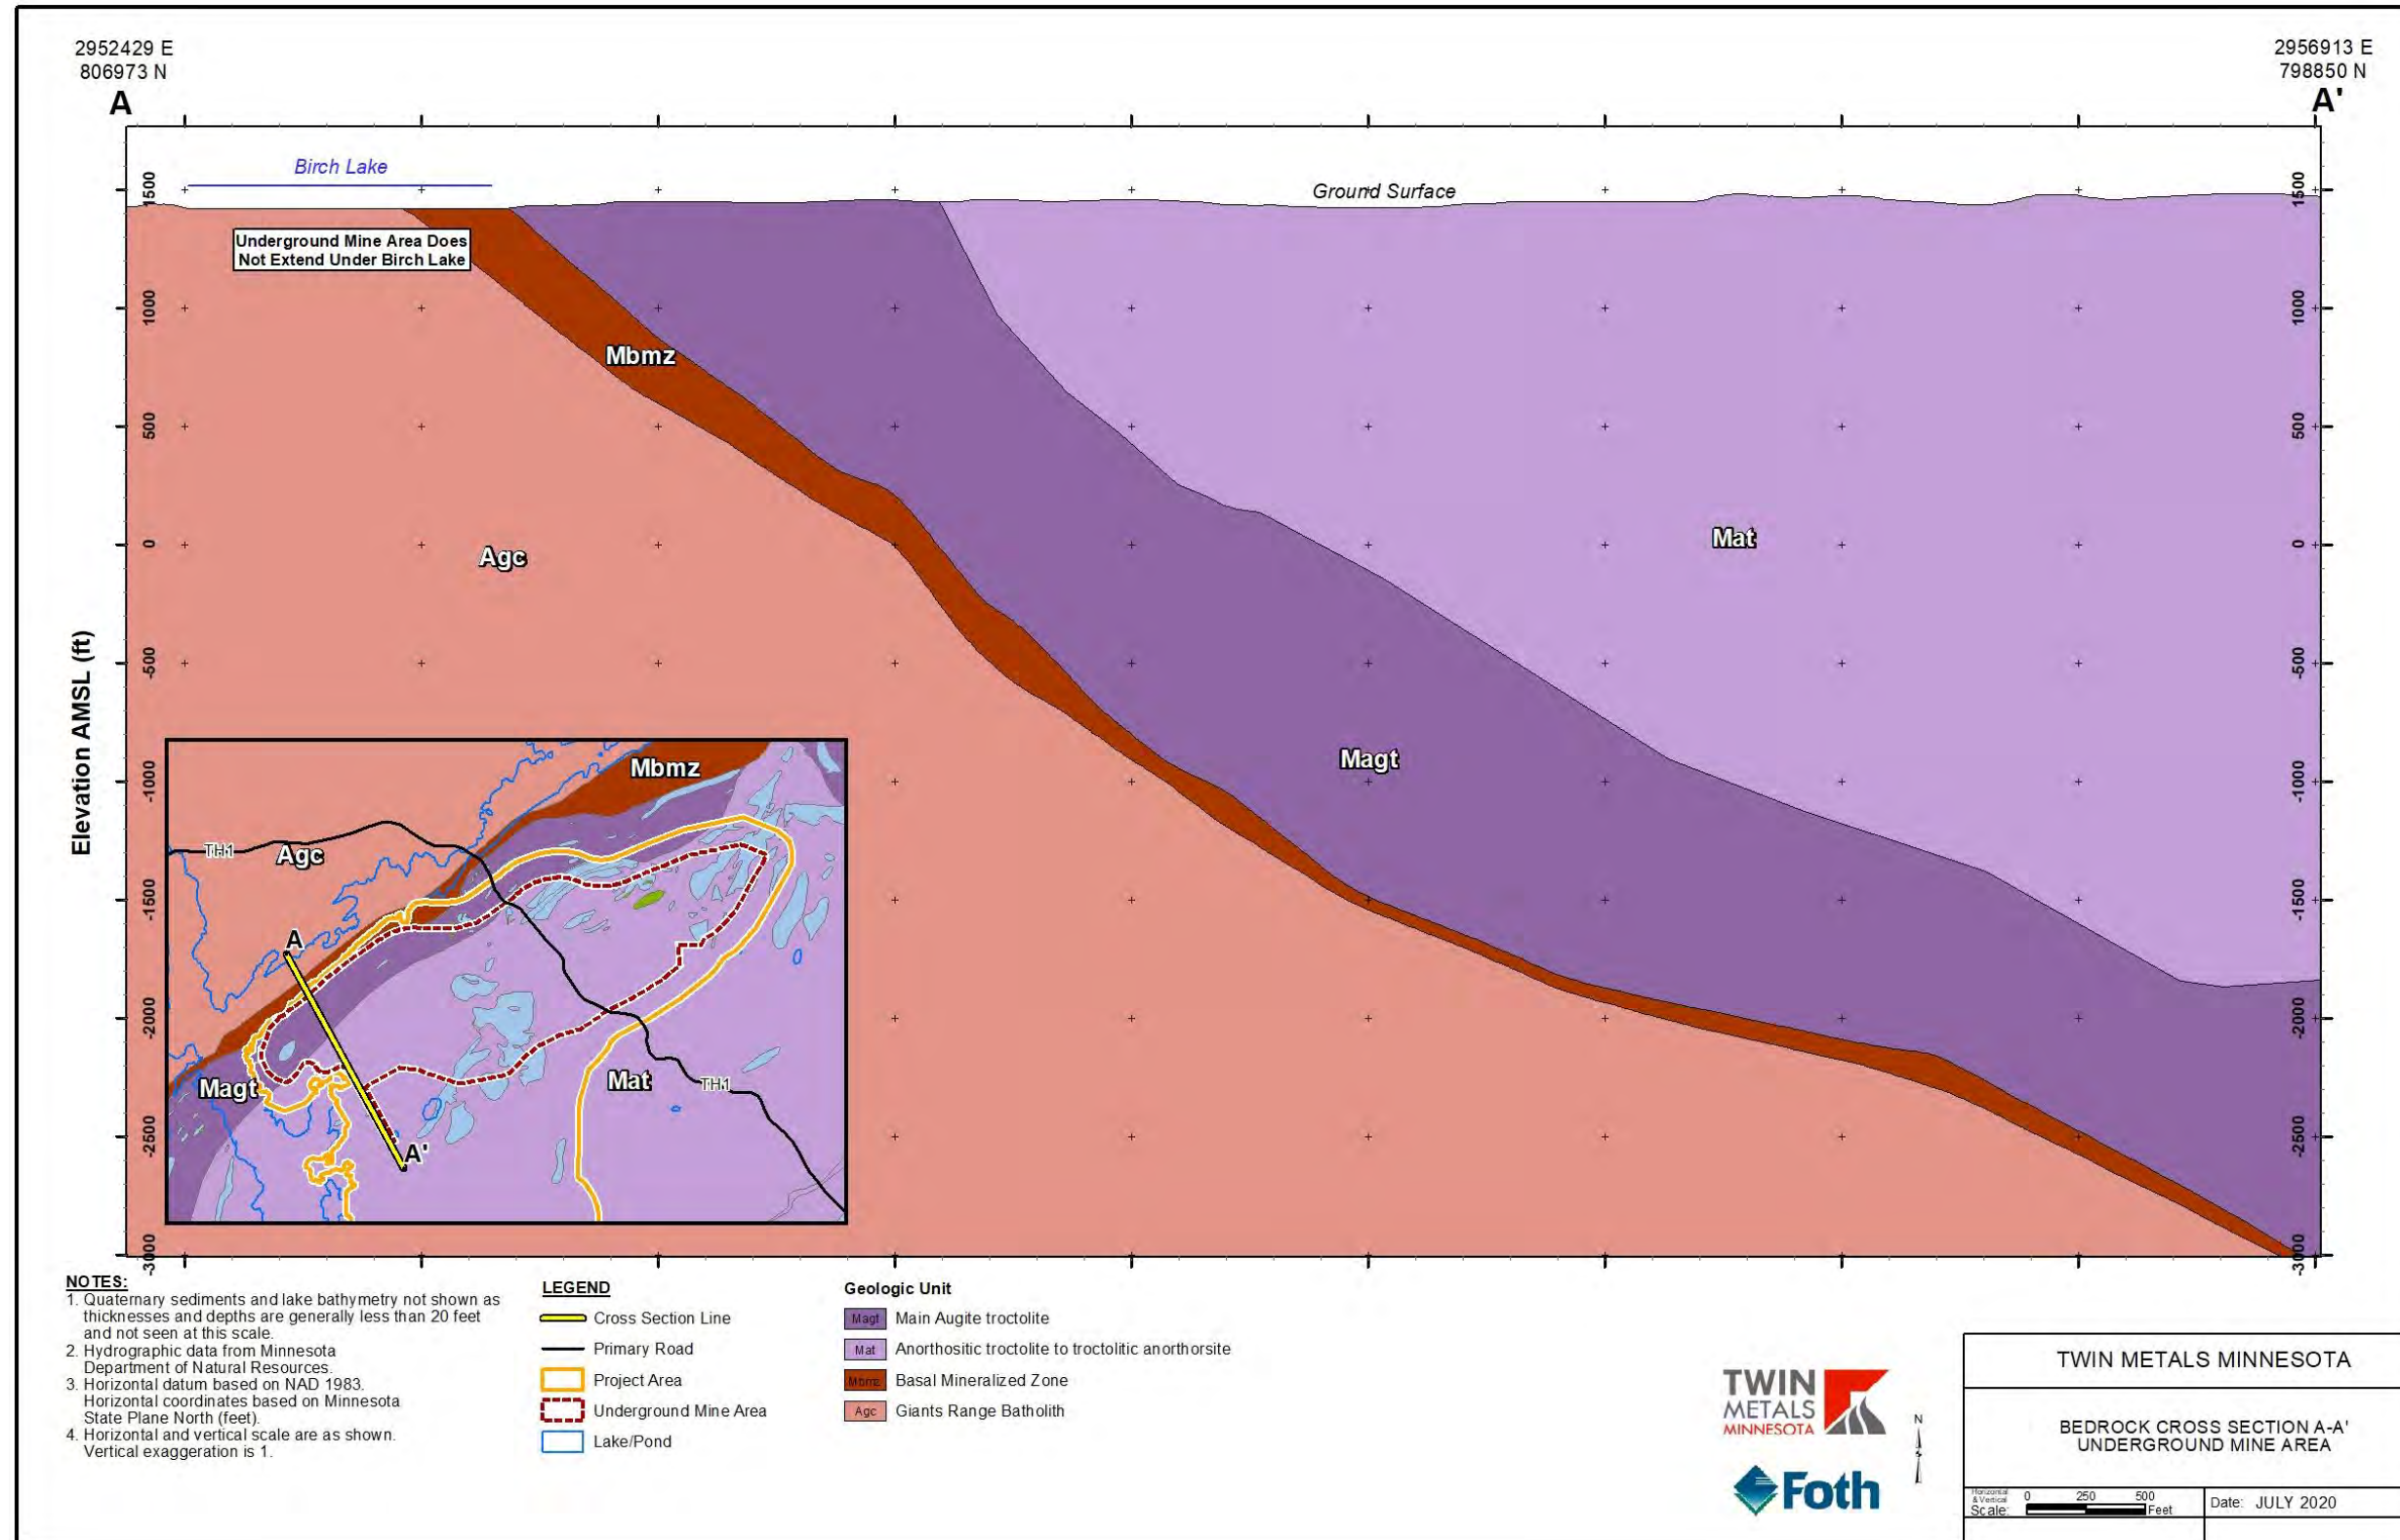 2952429 E
806973 N
A
2956913 E
798850 N
A'
Birch Lake
Ground Surface
Underground Mine Area Does
Not Extend Under Birch Lake
Elevation AMSL (ft)
1500
1000
500
0
-500
-1000
-1500
-2000
-2500
-3000
1500
1000
500
0
-500
-1000
-1500
-2000
-2500
-3000
Mbmz
Agc
Mat
Magt
Mbmz
TH1
Agc
A
Magt
Mat
TH1
A'
NOTES:
1. Quaternary sediments and lake bathymetry not shown as
thicknesses and depths are generally less than 20 feet
and not seen at this scale.
2. Hydrographic data from Minnesota
Department of Natural Resources.
3. Horizontal datum based on NAD 1983.
Horizontal coordinates based on Minnesota
State Plane North (feet).
4. Horizontal and vertical scale are as shown.
Vertical exaggeration is 1.
LEGEND
Cross Section Line
Primary Road
Project Area
Underground Mine Area
Lake/Pond
Geologic Unit
Magt Main Augite troctolite
Mat Anorthositic troctolite to troctolitic anorthorsite
Mbmz Basal Mineralized Zone
Agc Giants Range Batholith
TWIN
METALS
MINNESOTA
Foth
N
TWIN METALS MINNESOTA
BEDROCK CROSS SECTION A-A'
UNDERGROUND MINE AREA
Horizontal
& Vertical
Scale: 0 250 500
Feet
Date: JULY 2020